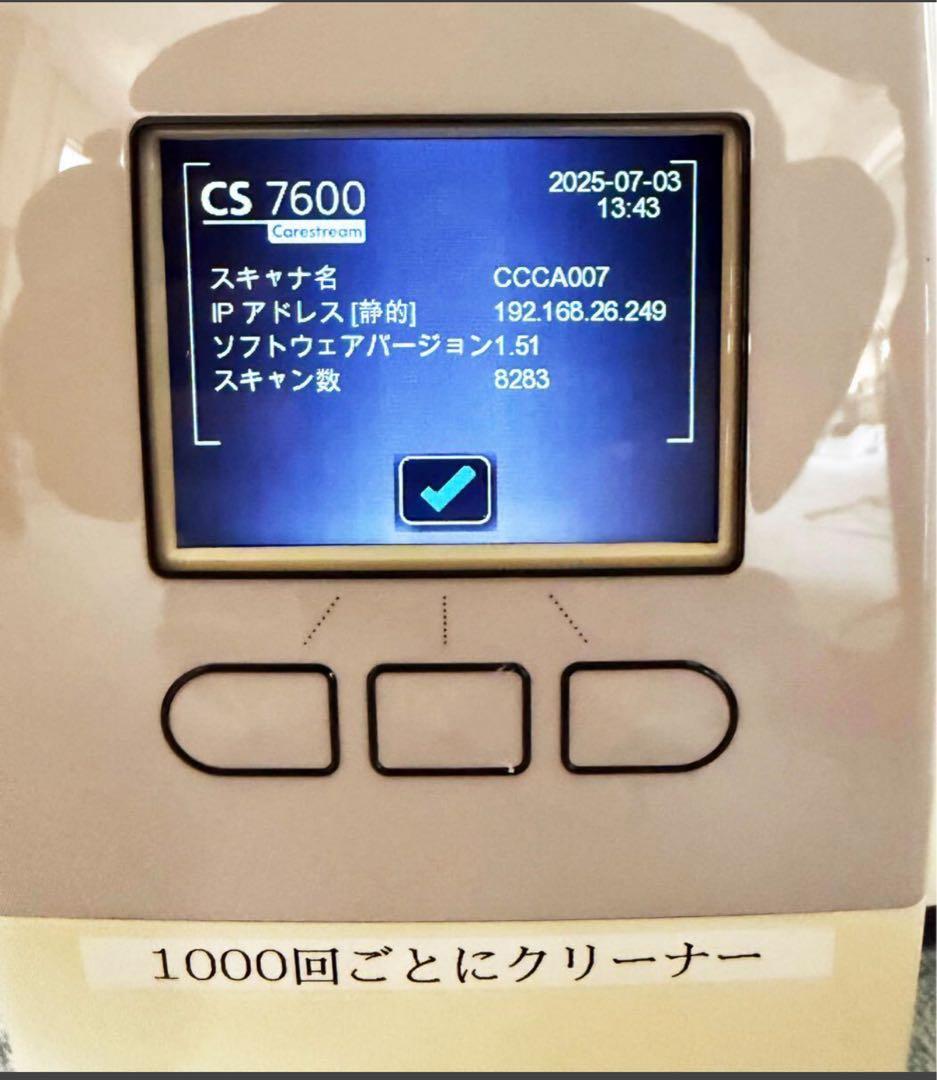 CS 7600
Carestream
2025-07-03
13:43
スキャナ名 CCCA007
IP アドレス [静的] 192.168.26.249
ソフトウェアバージョン1.51
スキャン数 8283
1000回ごとにクリーナー